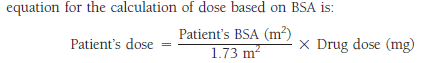 equation for the calculation of dose based on BSA is:
Patient's dose = Patient's BSA (m²) / 1.73 m² × Drug dose (mg)